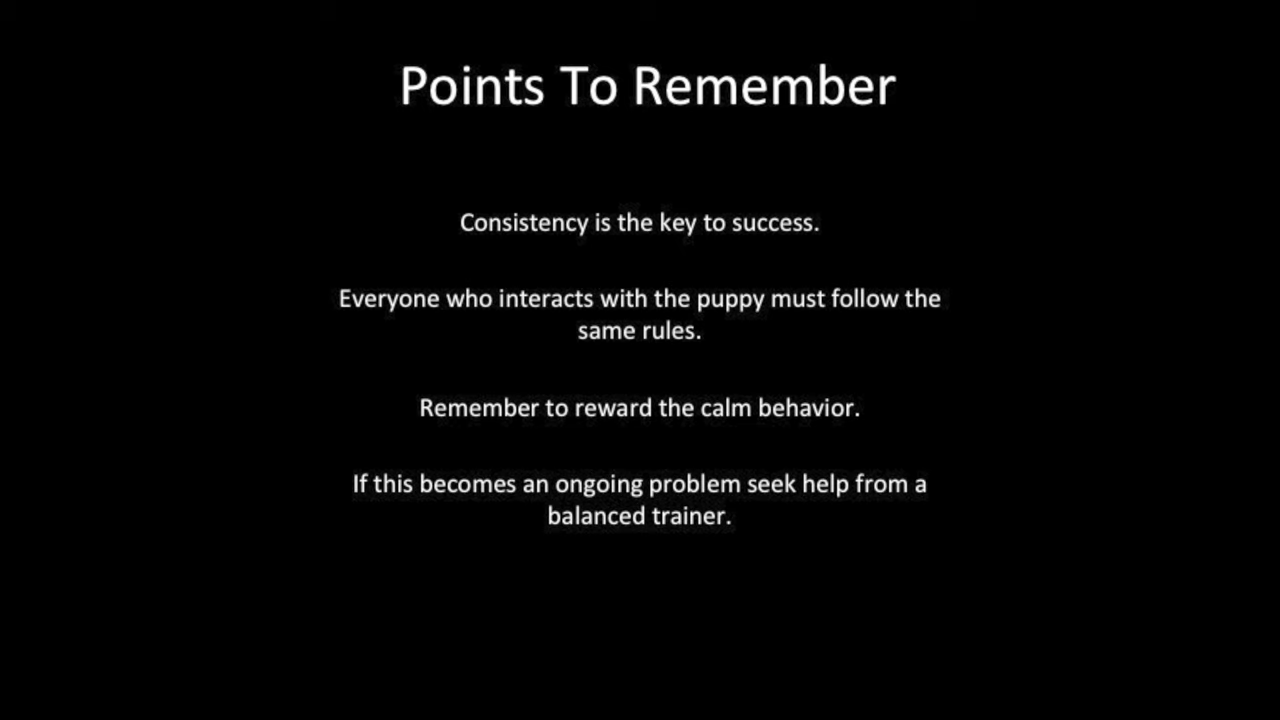 Points To Remember
Consistency is the key to success.
Everyone who interacts with the puppy must follow the
same rules.
Remember to reward the calm behavior.
If this becomes an ongoing problem seek help from a
balanced trainer.